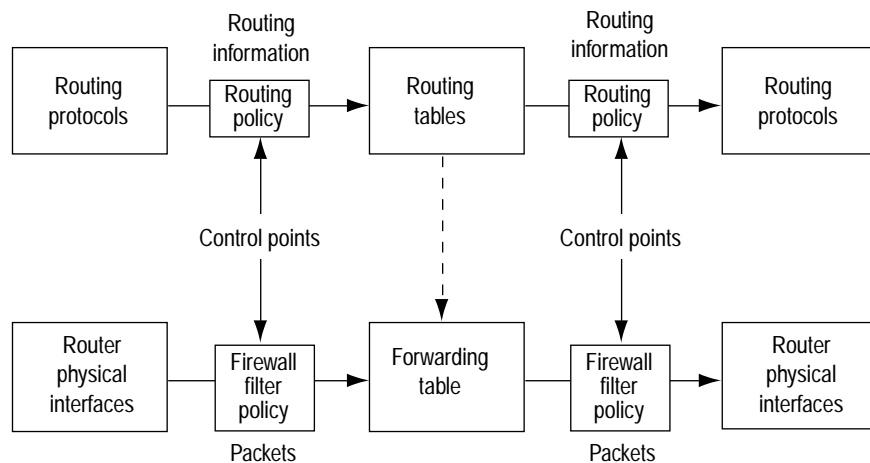 Routing
information
Routing
information
Routing
protocols
Routing
policy
Routing
tables
Routing
policy
Routing
protocols
Control points
Control points
Router
physical
interfaces
Firewall
filter
policy
Forwarding
table
Firewall
filter
policy
Router
physical
interfaces
Packets
Packets